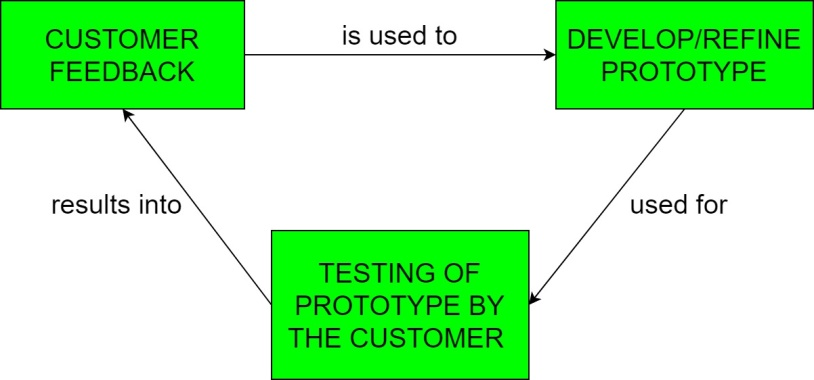 CUSTOMER
FEEDBACK
is used to
DEVELOP/REFINE
PROTOTYPE
results into
used for
TESTING OF
PROTOTYPE BY
THE CUSTOMER